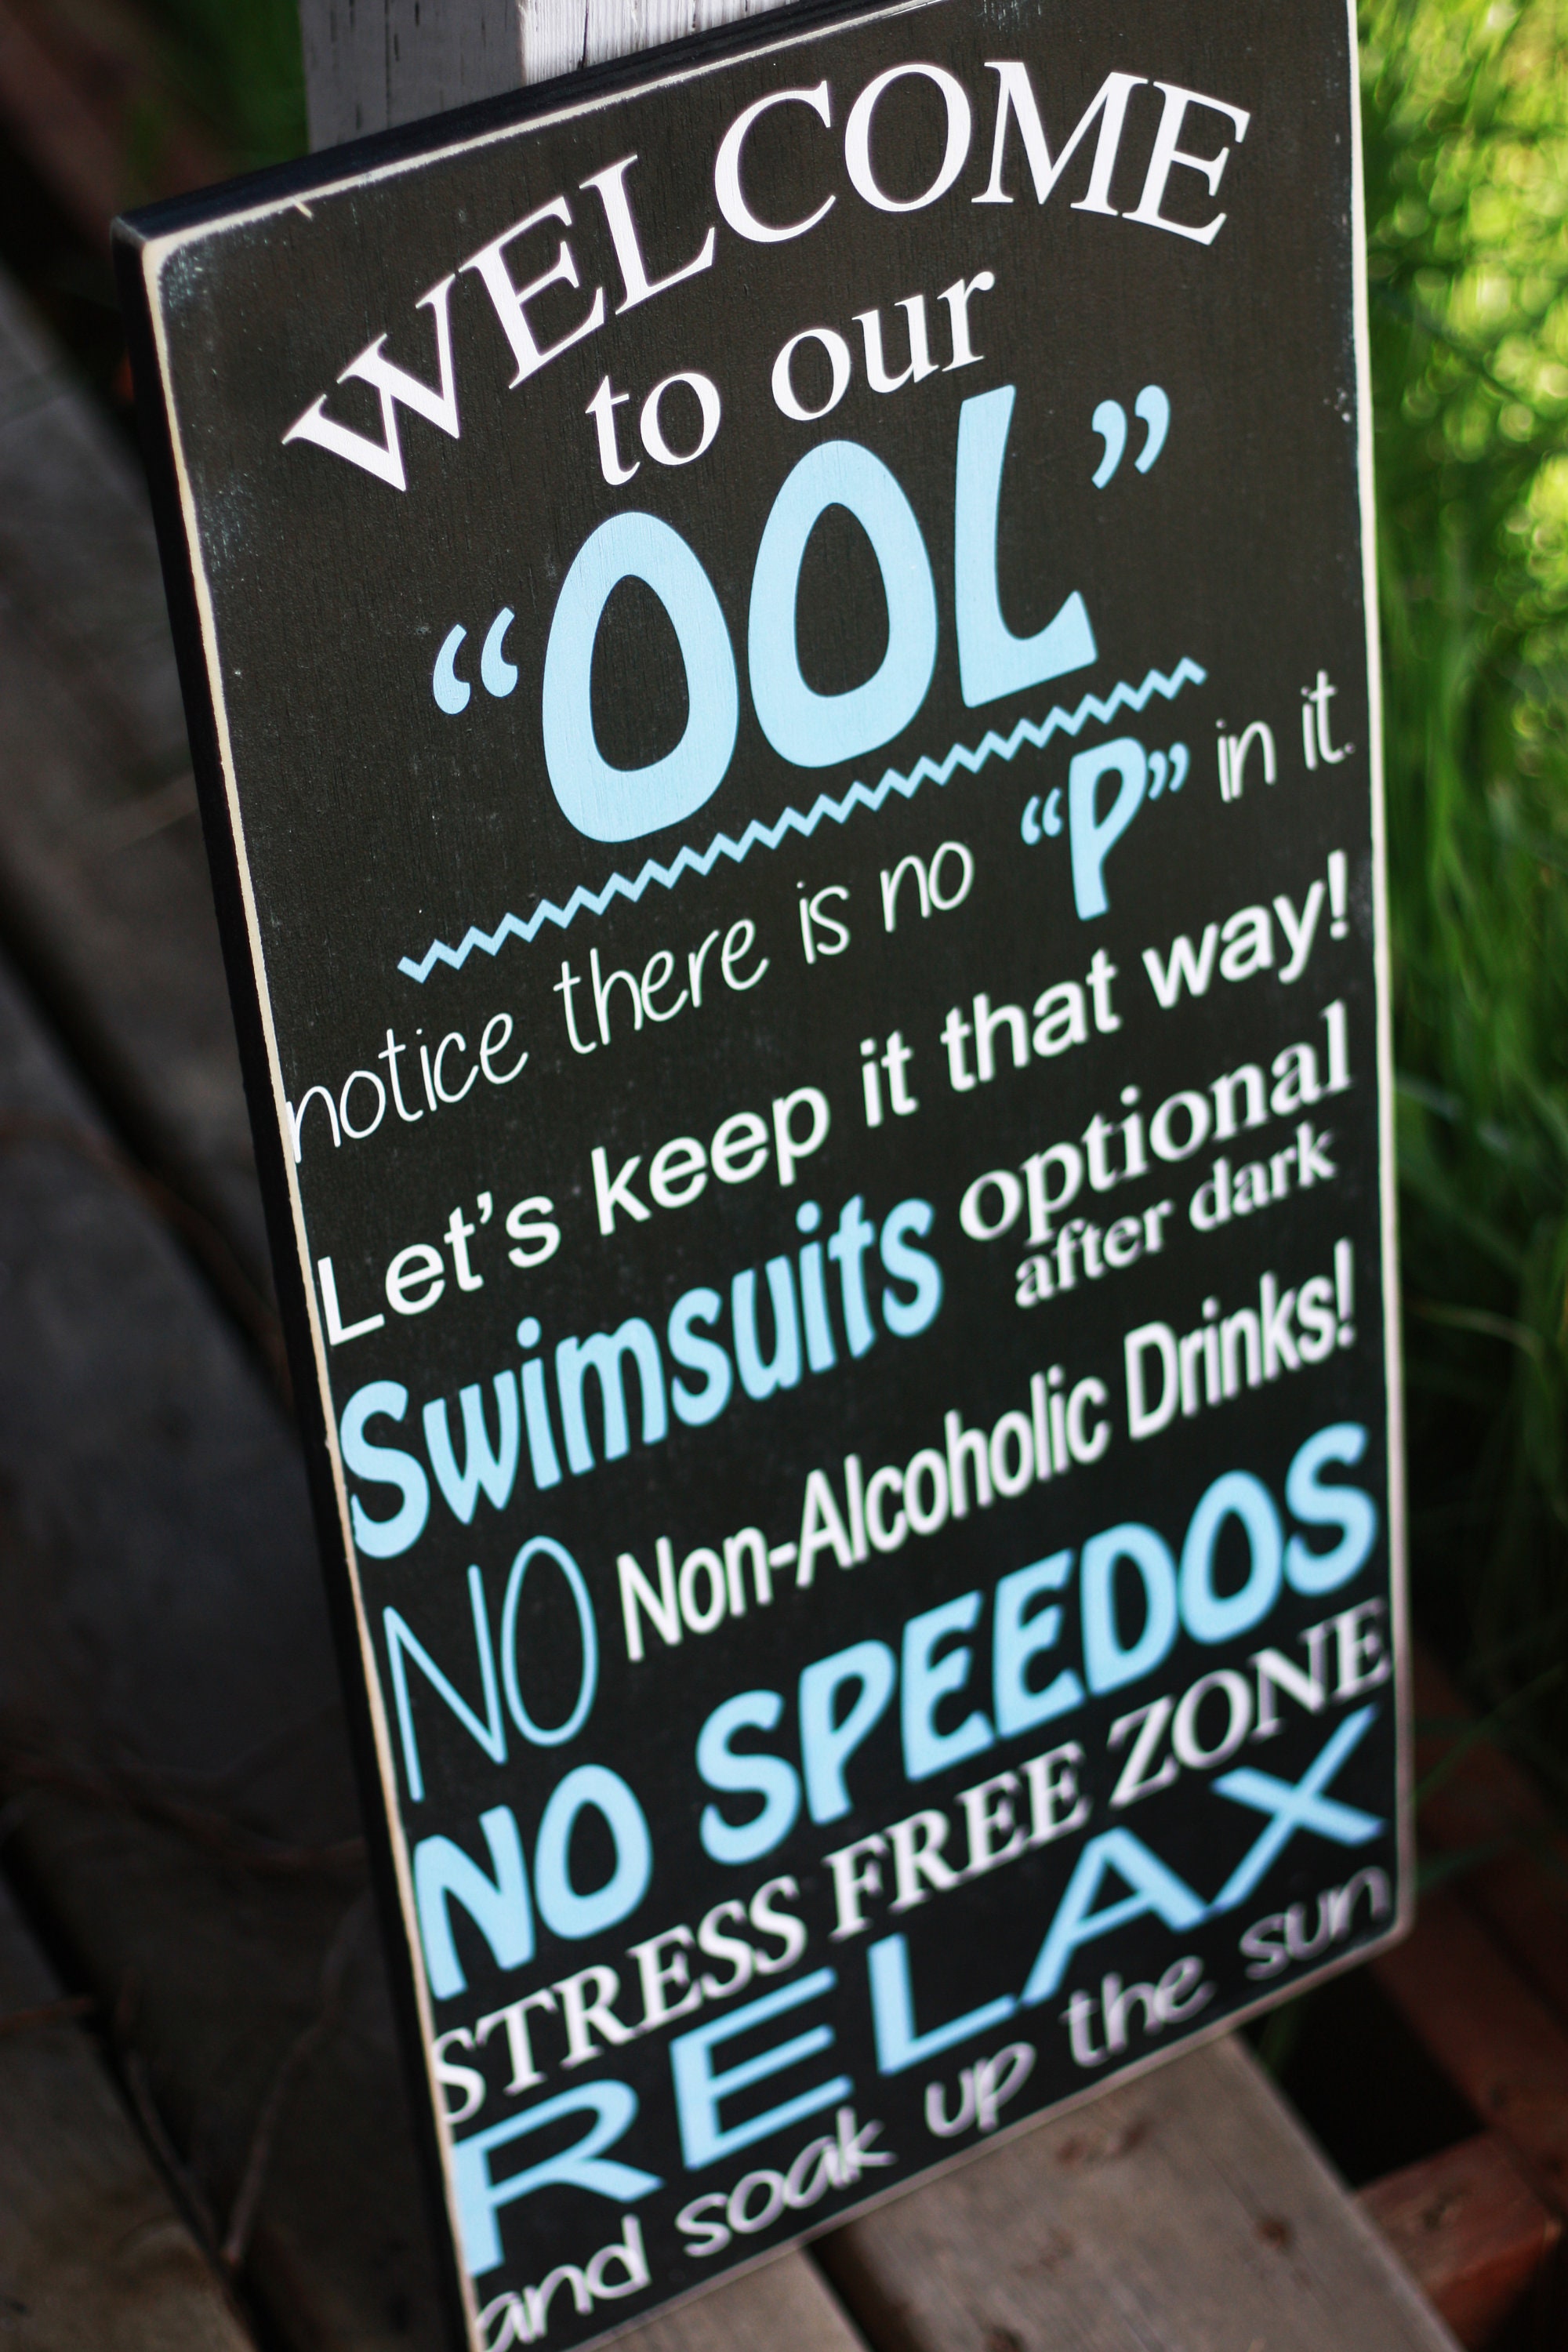 WELCOME
to our
“OOL”
notice there is no “P” in it.
Let's keep it that way!
Swimsuits optional
after dark
NO Non-Alcoholic Drinks!
NO SPEEDOS
STRESS FREE ZONE
RELAX
and soak up the sun